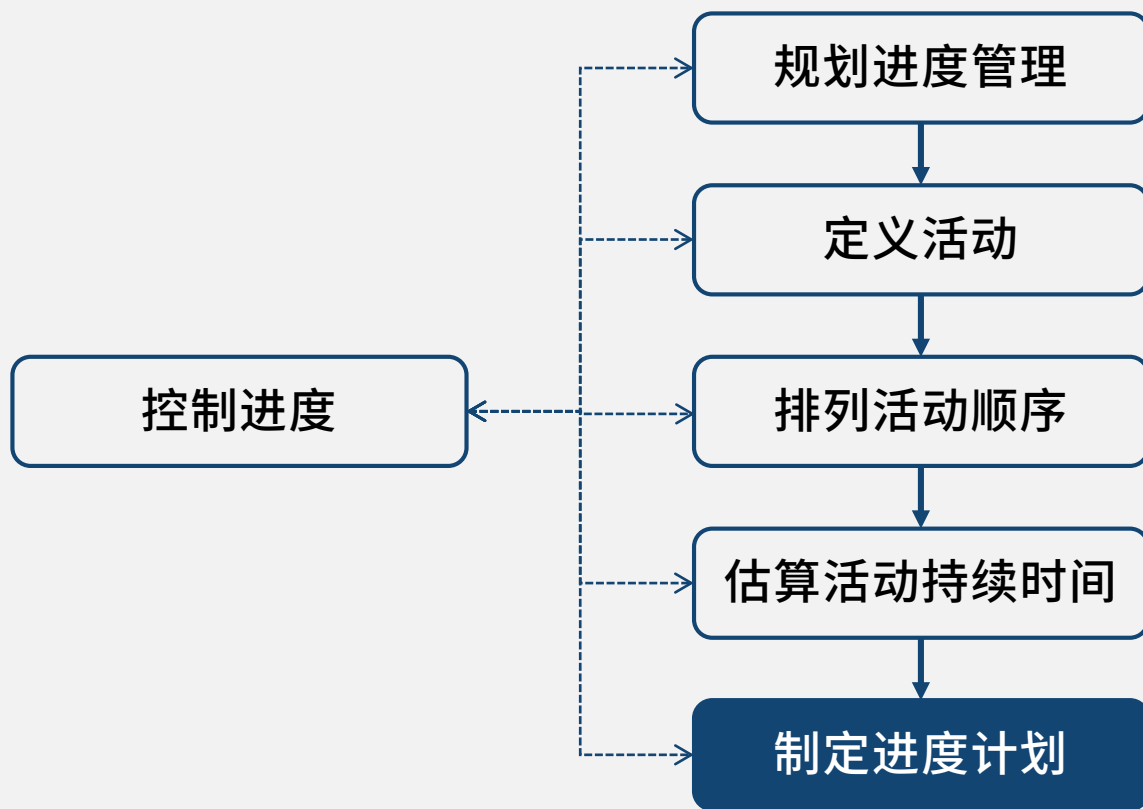 规划进度管理
定义活动
控制进度
排列活动顺序
估算活动持续时间
制定进度计划